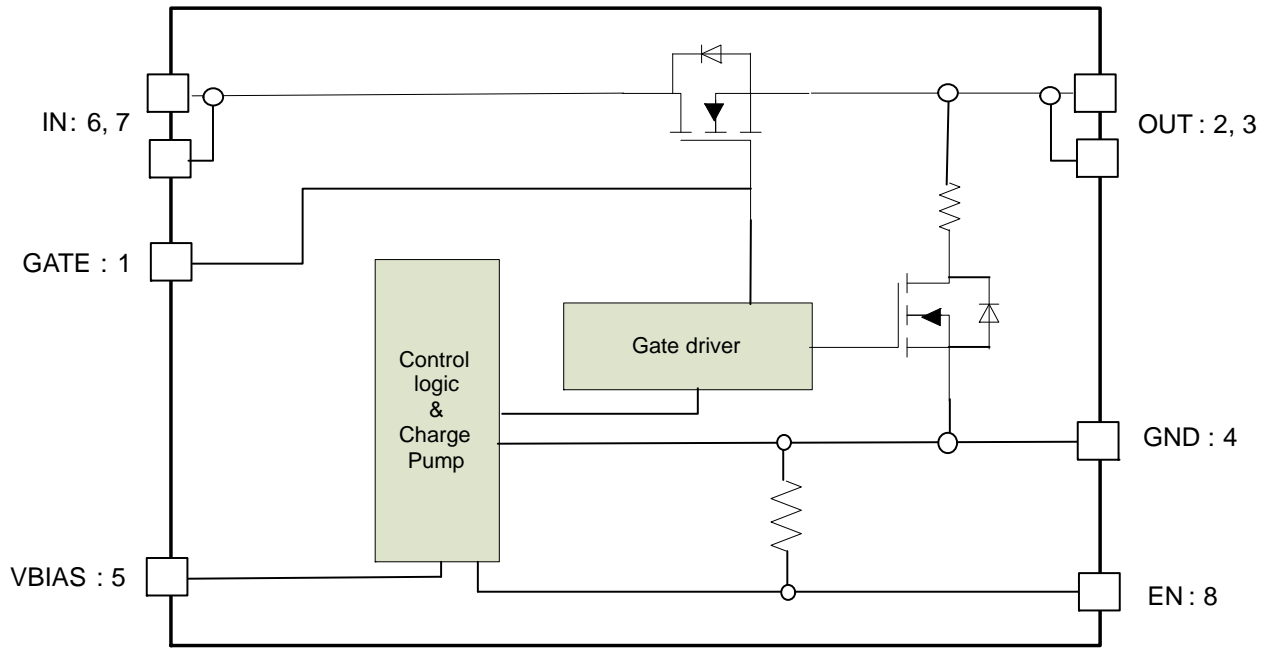 IN: 6, 7
OUT : 2, 3
GATE : 1
Gate driver
Control
logic
&
Charge
Pump
GND : 4
VBIAS : 5
EN : 8